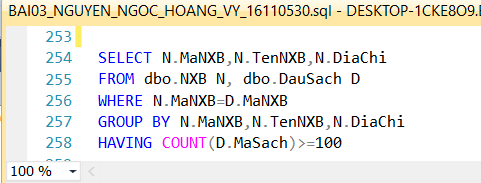 BAI03_NGUYEN_NGOC_HOANG_VY_16110530.sql - DESKTOP-1CKE8O9.
253
254 SELECT N.MaNXB,N.TenNXB,N.DiaChi
255 FROM dbo.NXB N, dbo.DauSach D
256 WHERE N.MaNXB=D.MaNXB
257 GROUP BY N.MaNXB,N.TenNXB,N.DiaChi
258 HAVING COUNT(D.MaSach)>=100
100 %